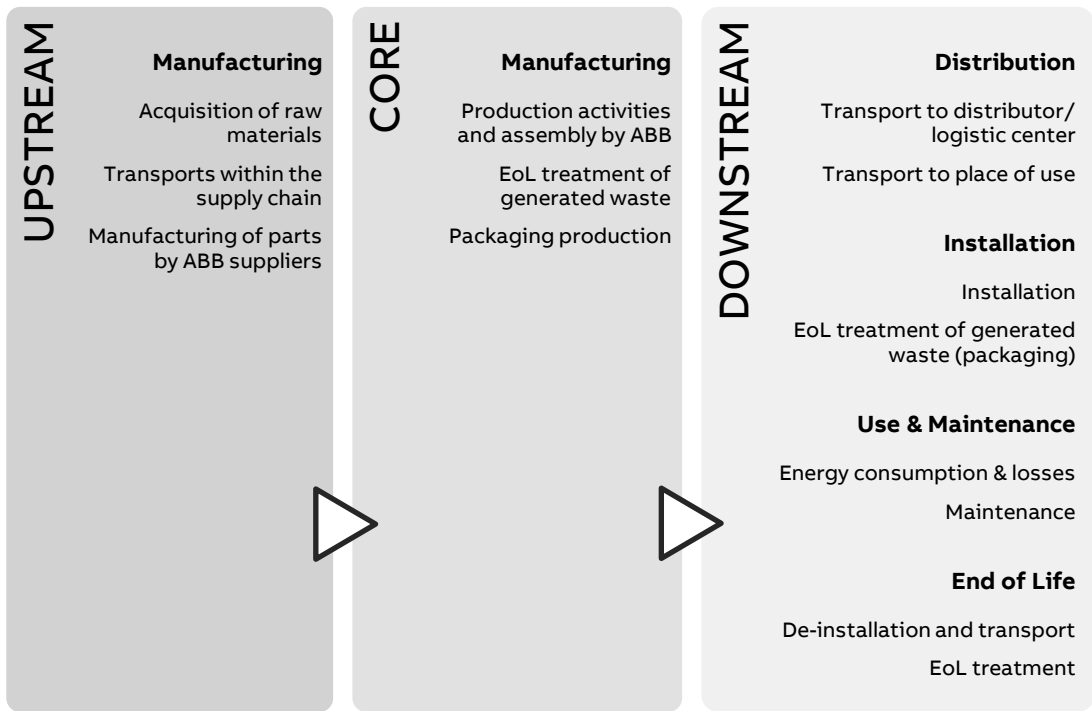 UPSTREAM
Manufacturing
Acquisition of raw
materials
Transports within the
supply chain
Manufacturing of parts
by ABB suppliers
CORE
Manufacturing
Production activities
and assembly by ABB
EoL treatment of
generated waste
Packaging production
DOWNSTREAM
Distribution
Transport to distributor/
logistic center
Transport to place of use
Installation
Installation
EoL treatment of generated
waste (packaging)
Use & Maintenance
Energy consumption & losses
Maintenance
End of Life
De-installation and transport
EoL treatment